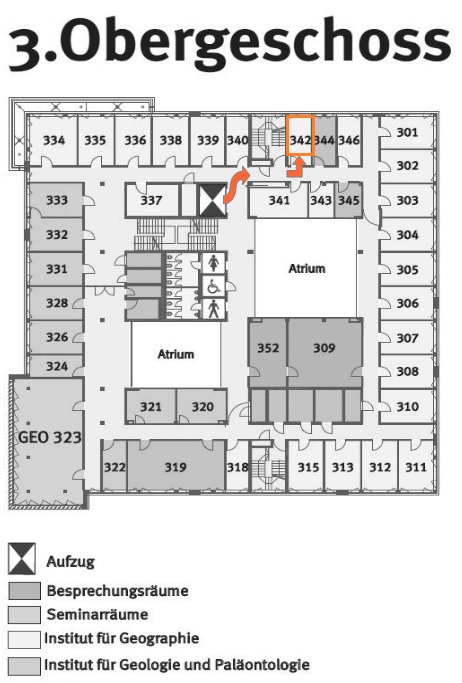 3.Obergeschoss
334 335 336 338 339 340 342 344 346 301
302
333 337 341 343 345 303
332 304
331 Atrium 305
328 306
326 352 309 307
324 Atrium 308
321 320 310
GEO 323
322 319 318 315 313 312 311
Aufzug
Besprechungsräume
Seminarräume
Institut für Geographie
Institut für Geologie und Paläontologie